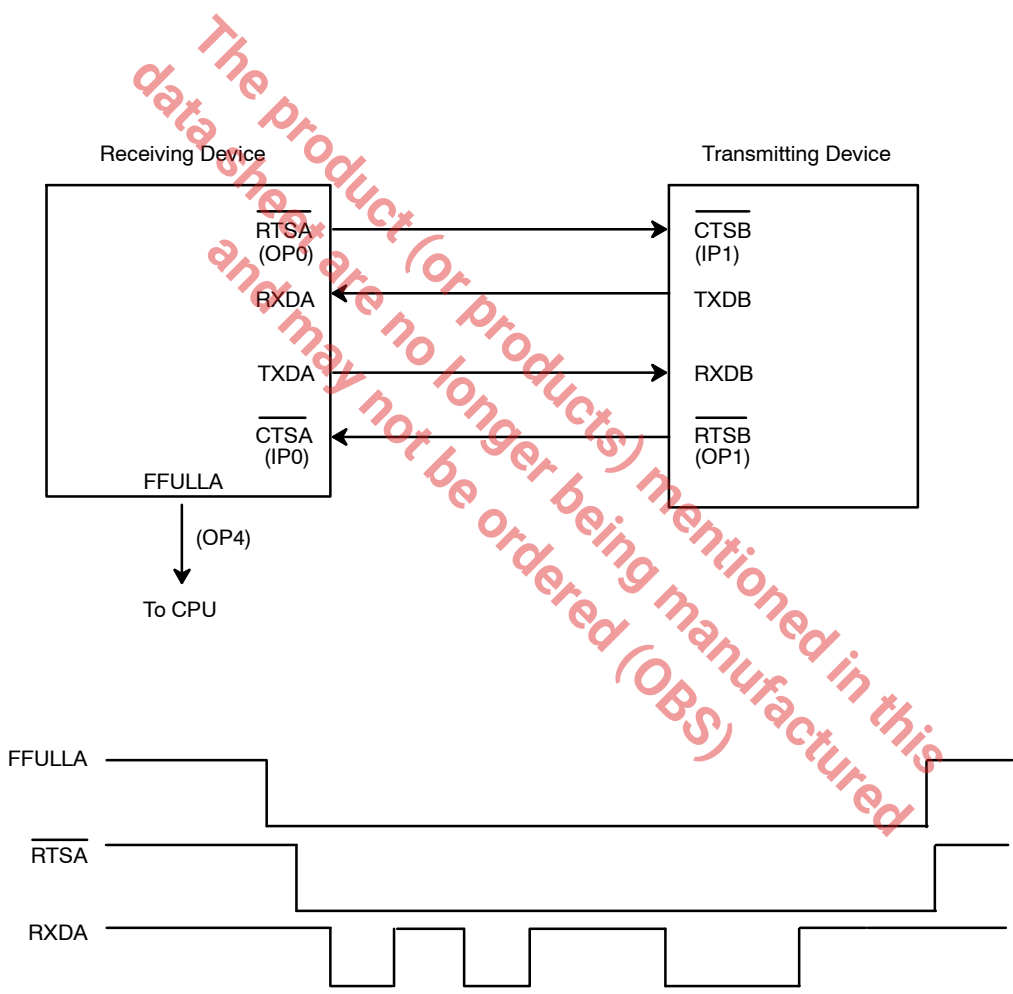 The product (or products) mentioned in this
data sheet are no longer being manufactured
and may not be ordered (OBS)
Receiving Device
Transmitting Device
RTSA
(OP0)
RXDA
TXDA
CTSA
(IP0)
FFULLA
(OP4)
To CPU
CTSB
(IP1)
TXDB
RXDB
RTSB
(OP1)
FFULLA
RTSA
RXDA